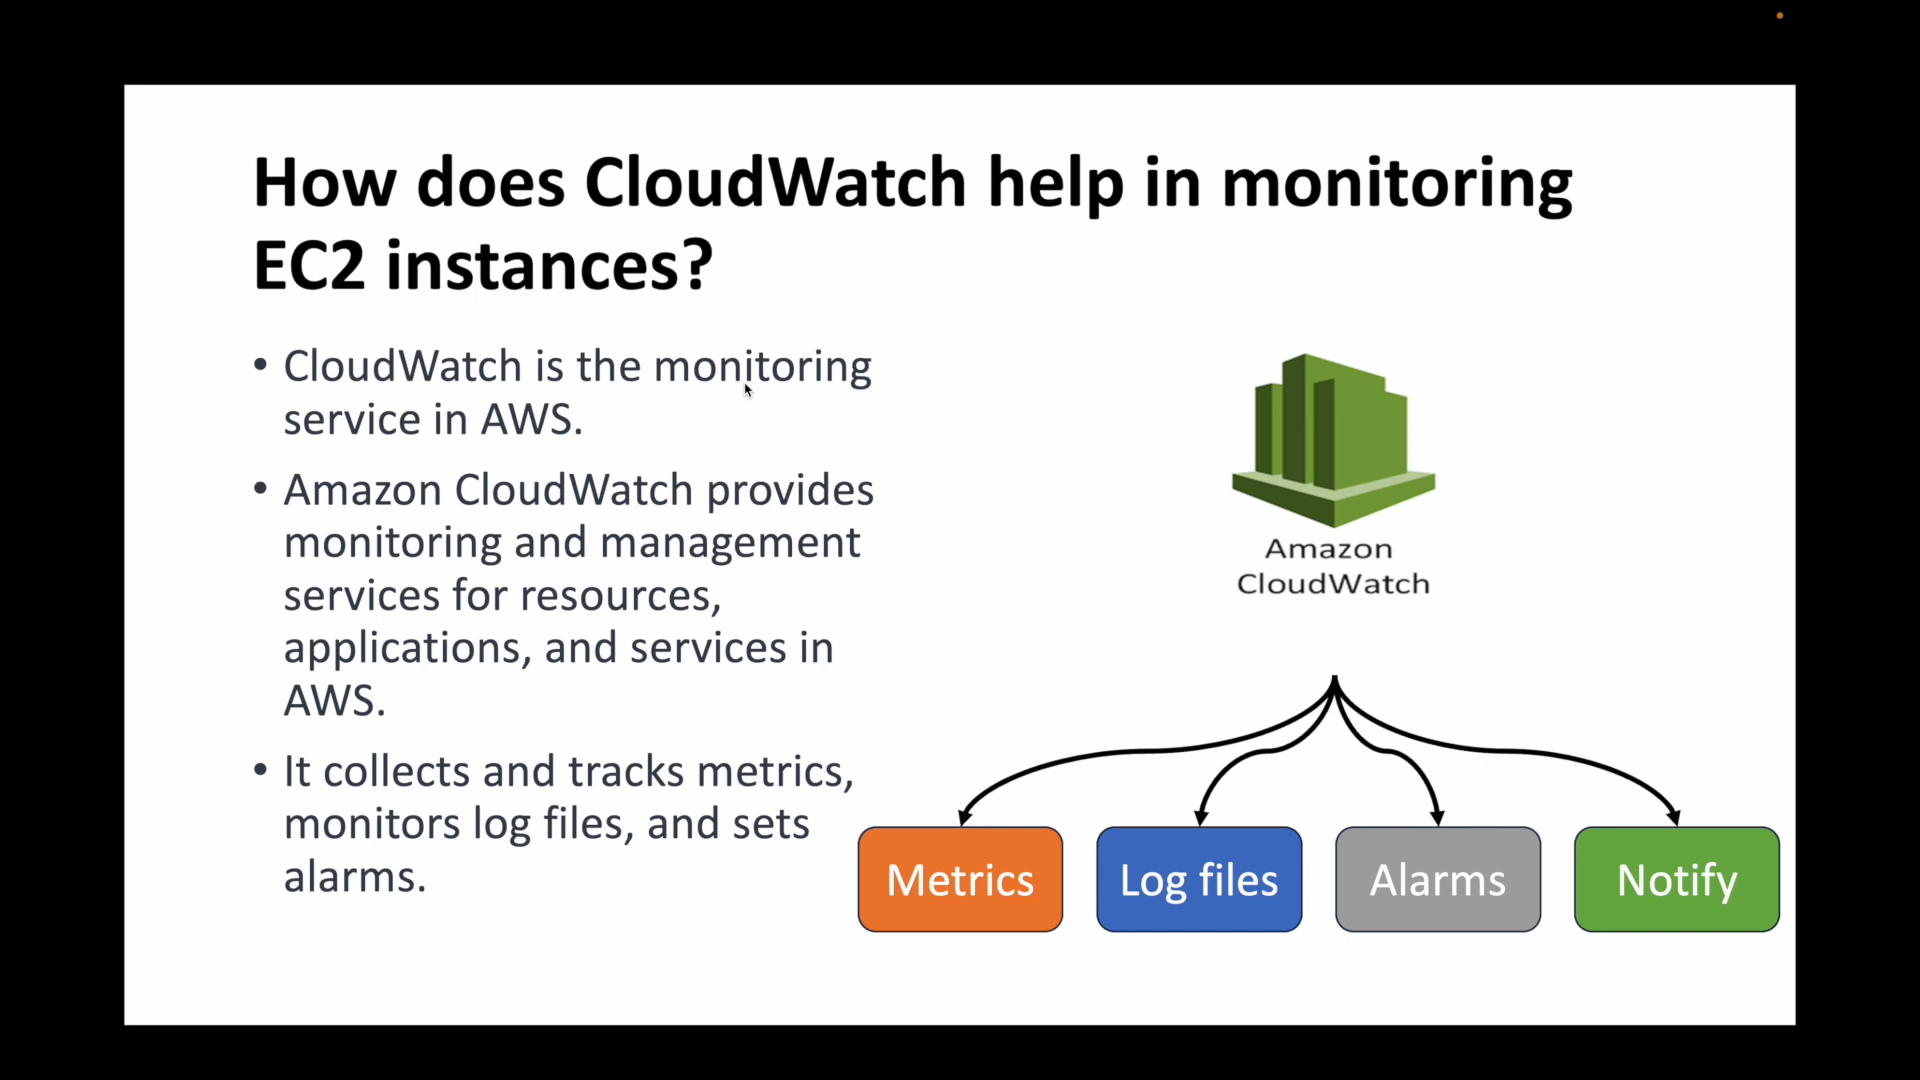 How does CloudWatch help in monitoring
EC2 instances?
• CloudWatch is the monitoring
service in AWS.
• Amazon CloudWatch provides
monitoring and management
services for resources,
applications, and services in
AWS.
• It collects and tracks metrics,
monitors log files, and sets
alarms.
Amazon
CloudWatch
Metrics
Log files
Alarms
Notify